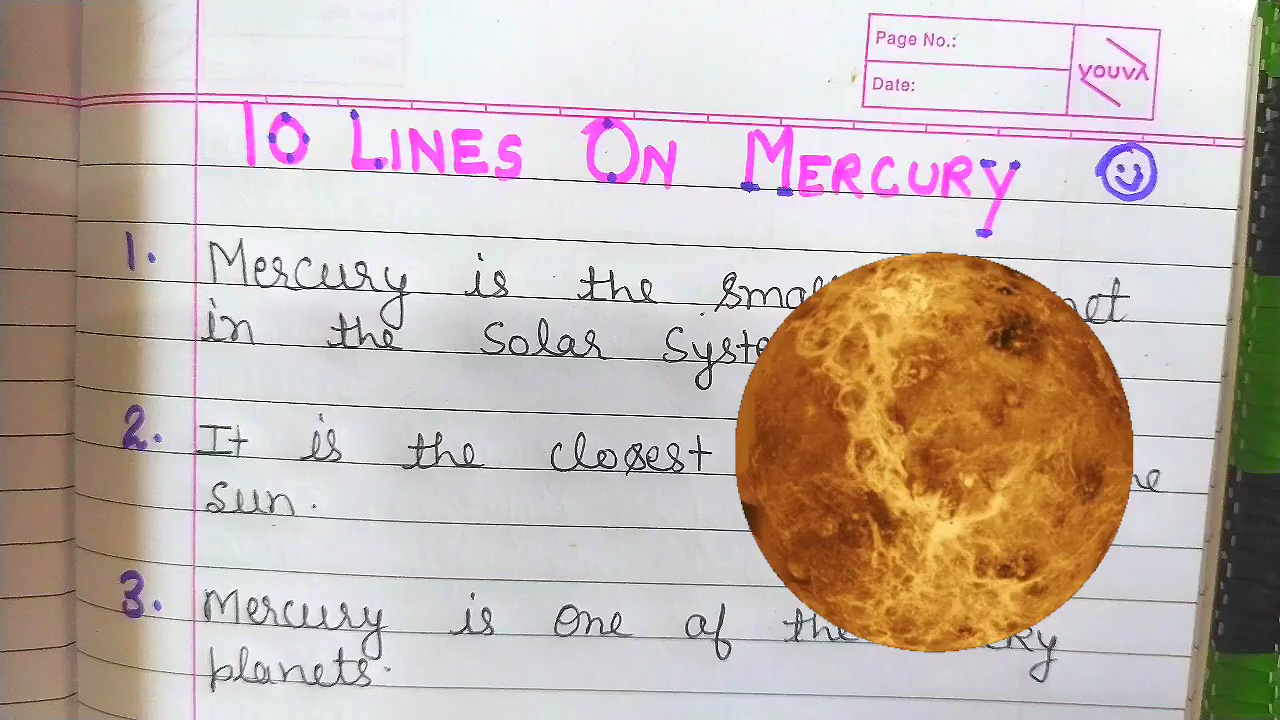 Page No.:
Date:
YOUVA
10 LINES ON MERCURY
1. Mercury is the
in the Solar
2. It is the closest
sun.
3. Mercury is one of the
planets.